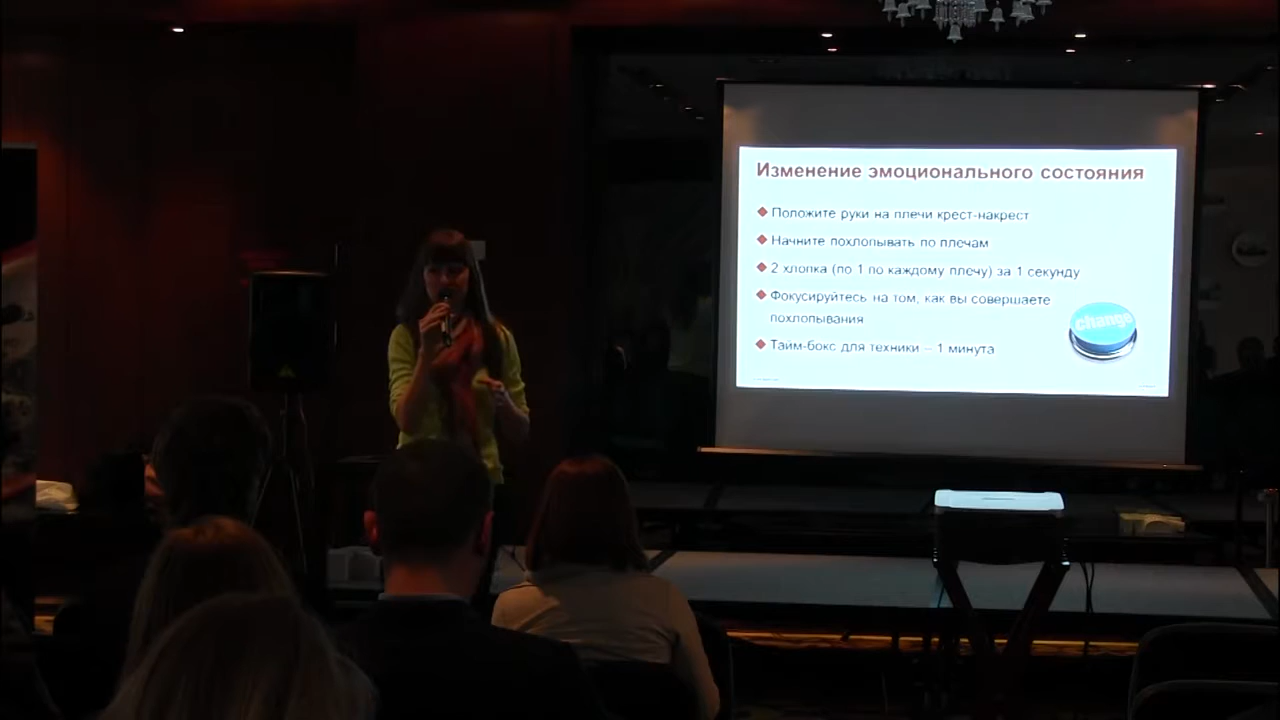 Изменение эмоционального состояния
Положите руки на плечи крест-накрест
Начните похлопывать по плечам
2 хлопка (по 1 по каждому плечу) за 1 секунду
Фокусируйтесь на том, как вы совершаете
похлопывания
change
Тайм-бокс для техники – 1 минута